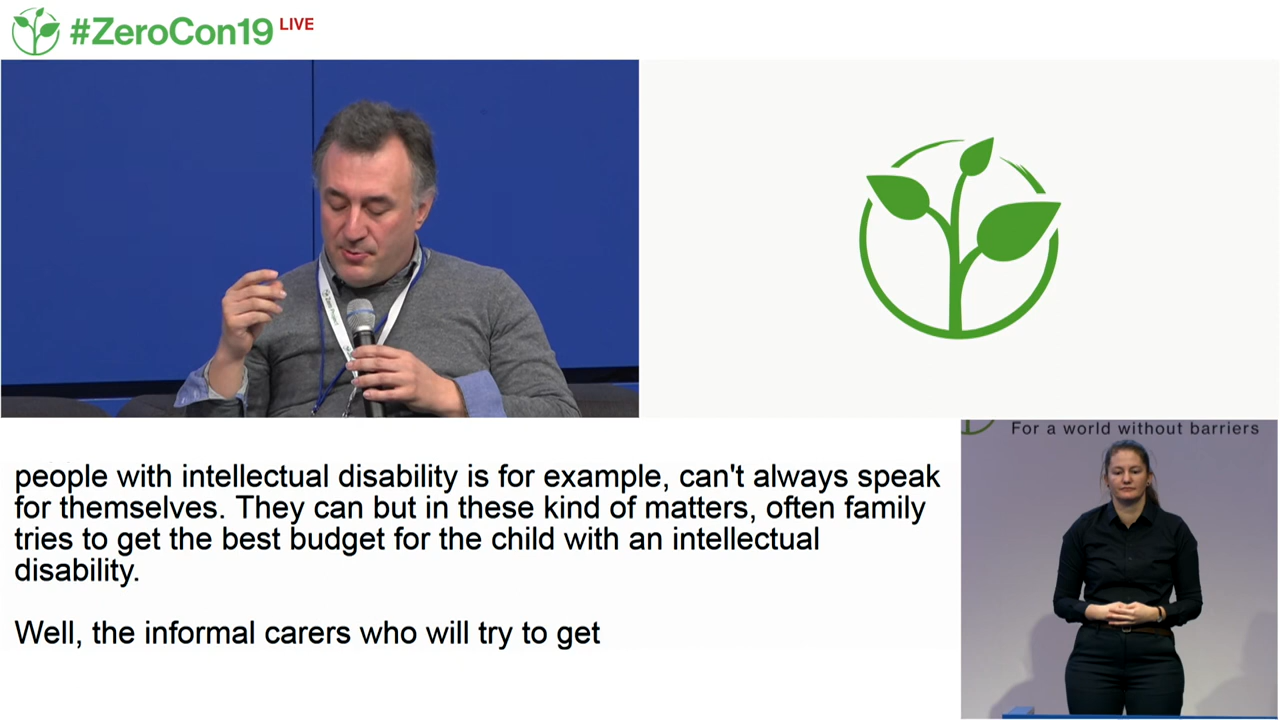 #ZeroCon19 LIVE
Zero Project
For a world without barriers
people with intellectual disability is for example, can't always speak
for themselves. They can but in these kind of matters, often family
tries to get the best budget for the child with an intellectual
disability.
Well, the informal carers who will try to get